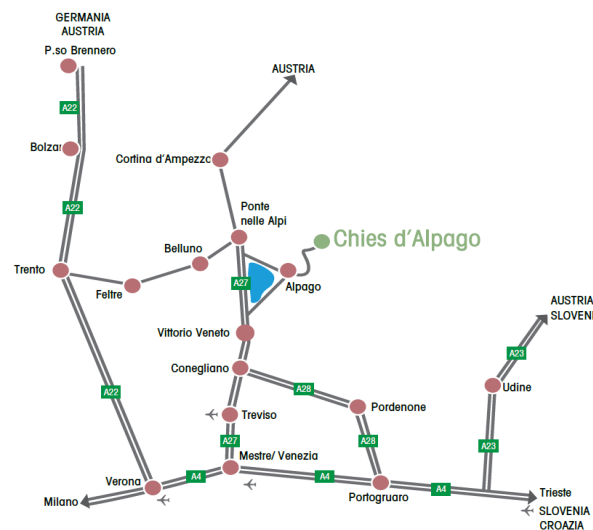 GERMANIA
AUSTRIA
P.so Brennero
AUSTRIA
A22
Bolzan
Cortina d'Ampezzo
A22
Ponte
nelle Alpi
Chies d'Alpago
Belluno
Trento
A27
Alpago
Feltre
AUSTRIA
SLOVENI
Vittorio Veneto
A23
Conegliano
A22
A28
Udine
Pordenone
Treviso
A27
A28
A23
Mestre/ Venezia
Verona
A4
A4
Portogruaro
A4
Trieste
Milano
SLOVENIA
CROAZIA